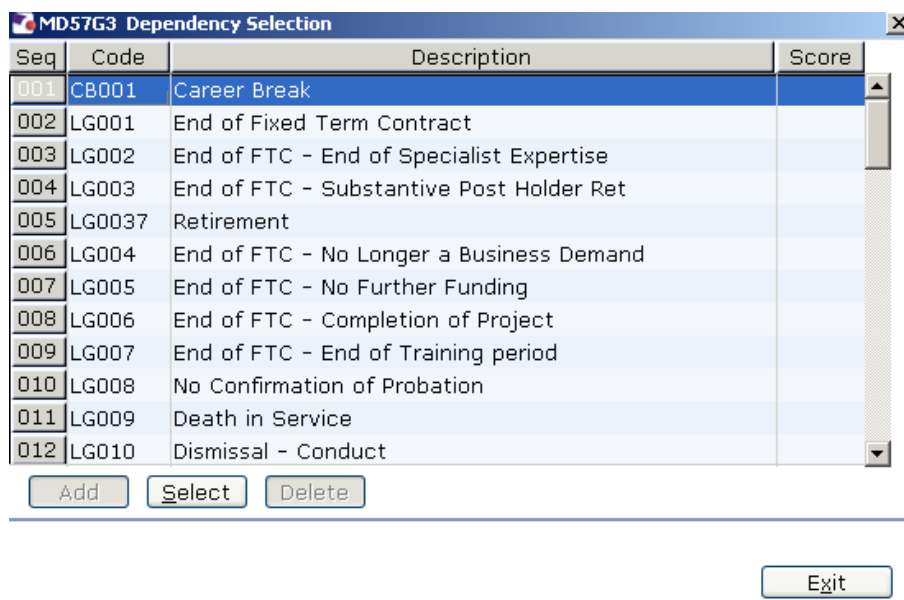 MD57G3 Dependency Selection
Seq Code Description Score
001 CB001 Career Break
002 LG001 End of Fixed Term Contract
003 LG002 End of FTC - End of Specialist Expertise
004 LG003 End of FTC - Substantive Post Holder Ret
005 LG0037 Retirement
006 LG004 End of FTC - No Longer a Business Demand
007 LG005 End of FTC - No Further Funding
008 LG006 End of FTC - Completion of Project
009 LG007 End of FTC - End of Training period
010 LG008 No Confirmation of Probation
011 LG009 Death in Service
012 LG010 Dismissal - Conduct
Add Select Delete
Exit